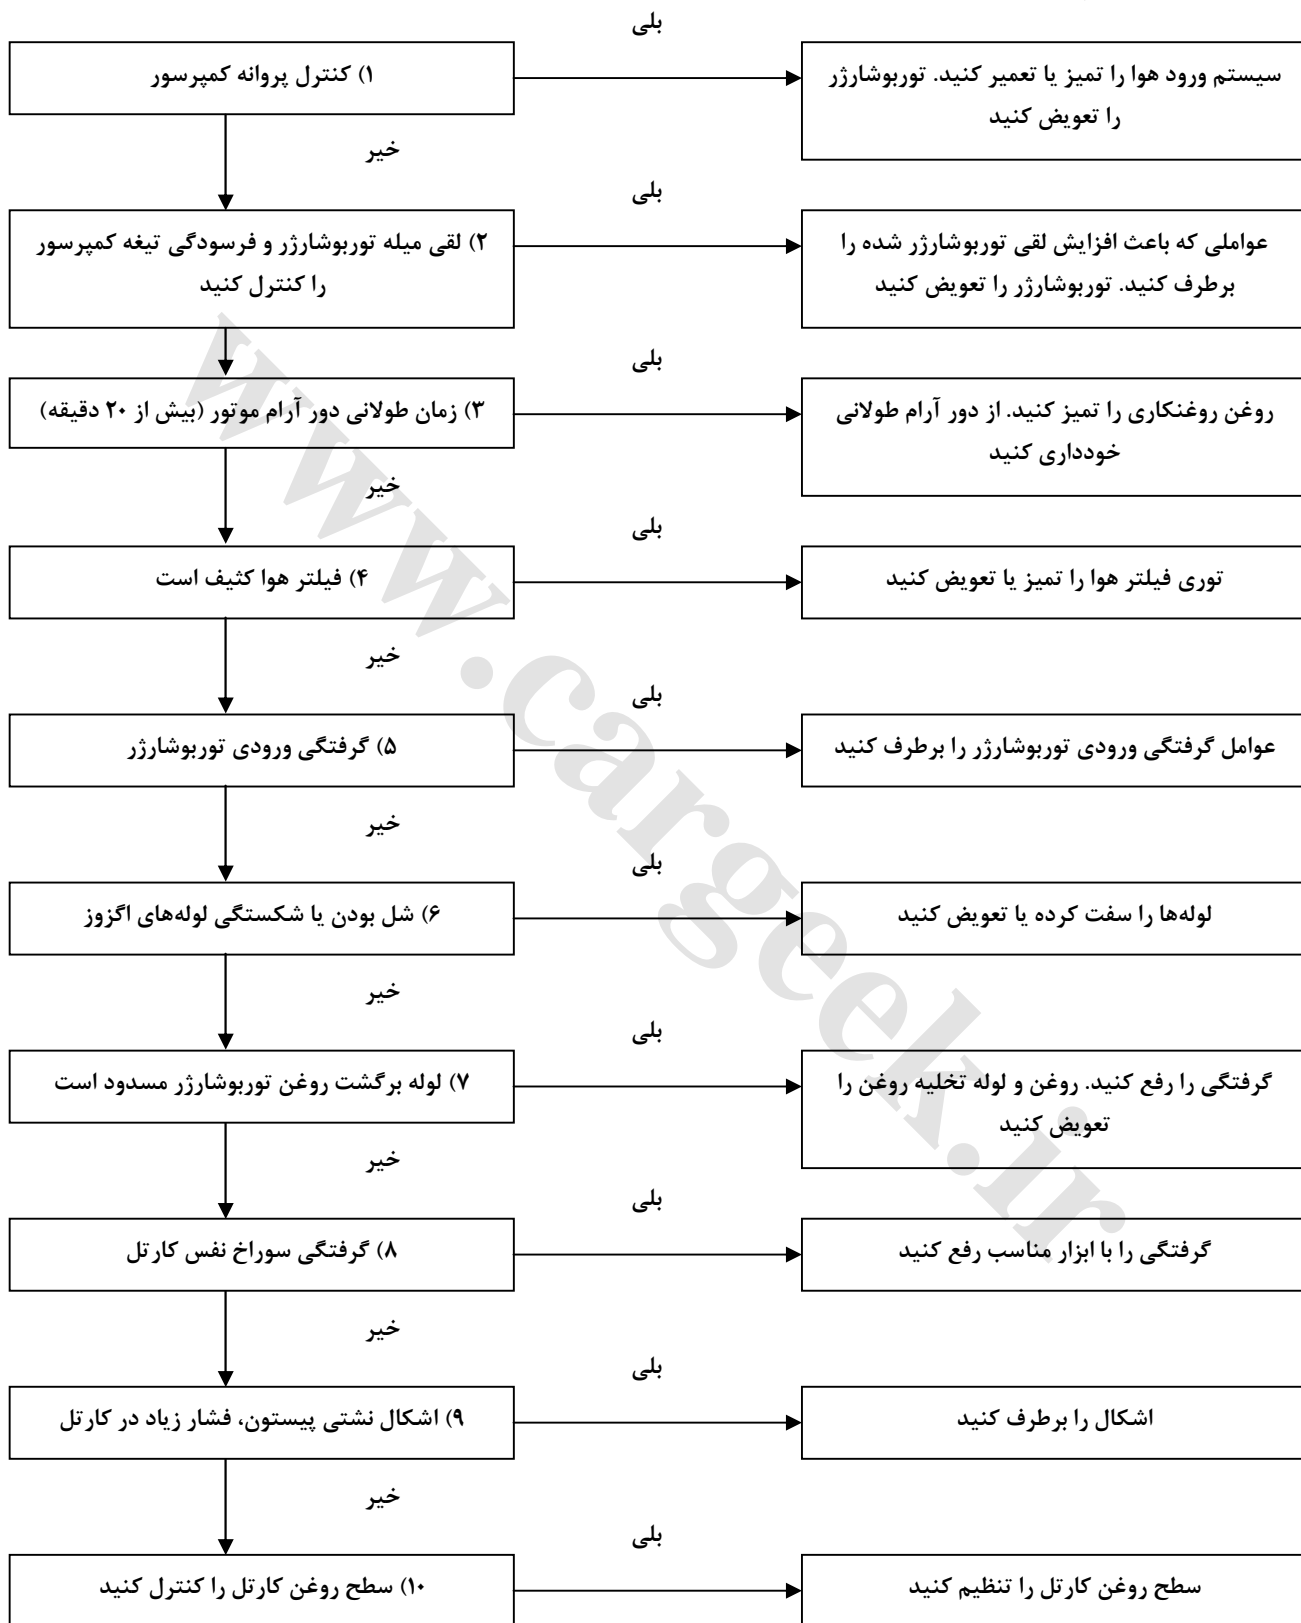 بلی
۱) کنترل پروانه کمپرسور
سیستم ورود هوا را تمیز یا تعمیر کنید. توربوشارژر
را تعویض کنید
خیر
بلی
۲) لقی میله توربوشارژر و فرسودگی تیغه کمپرسور
را کنترل کنید
عواملی که باعث افزایش لقی توربوشارژر شده را
برطرف کنید. توربوشارژر را تعویض کنید
بلی
۳) زمان طولانی دور آرام موتور (بیش از ۲۰ دقیقه)
روغن روغنکاری را تمیز کنید. از دور آرام طولانی
خودداری کنید
خیر
بلی
۴) فیلتر هوا کثیف است
توری فیلتر هوا را تمیز یا تعویض کنید
خیر
بلی
۵) گرفتگی ورودی توربوشارژر
عوامل گرفتگی ورودی توربوشارژر را برطرف کنید
خیر
بلی
۶) شل بودن یا شکستگی لوله‌های اگزوز
لوله‌ها را سفت کرده یا تعویض کنید
خیر
بلی
۷) لوله برگشت روغن توربوشارژر مسدود است
گرفتگی را رفع کنید. روغن و لوله تخلیه روغن را
تعویض کنید
خیر
بلی
۸) گرفتگی سوراخ نفس کارتل
گرفتگی را با ابزار مناسب رفع کنید
خیر
بلی
۹) اشکال نشتی پیستون، فشار زیاد در کارتل
اشکال را برطرف کنید
خیر
بلی
۱۰) سطح روغن کارتل را کنترل کنید
سطح روغن کارتل را تنظیم کنید
www.cargeek.ir